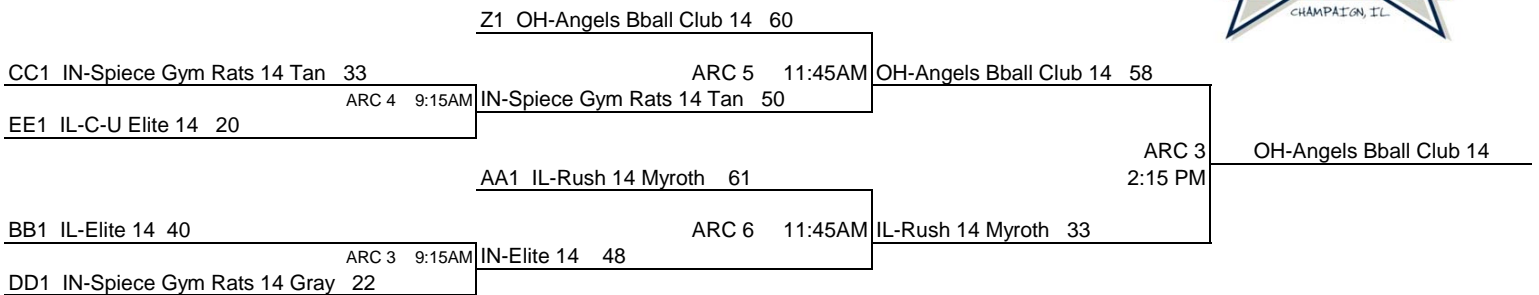 CHAMPAIGN, IL
Z1 OH-Angels Bball Club 14 60
CC1 IN-Spiece Gym Rats 14 Tan 33
ARC 5 11:45AM OH-Angels Bball Club 14 58
ARC 4 9:15AM IN-Spiece Gym Rats 14 Tan 50
EE1 IL-C-U Elite 14 20
ARC 3 OH-Angels Bball Club 14
AA1 IL-Rush 14 Myroth 61
2:15 PM
BB1 IL-Elite 14 40
ARC 6 11:45AM IL-Rush 14 Myroth 33
ARC 3 9:15AM IN-Elite 14 48
DD1 IN-Spiece Gym Rats 14 Gray 22